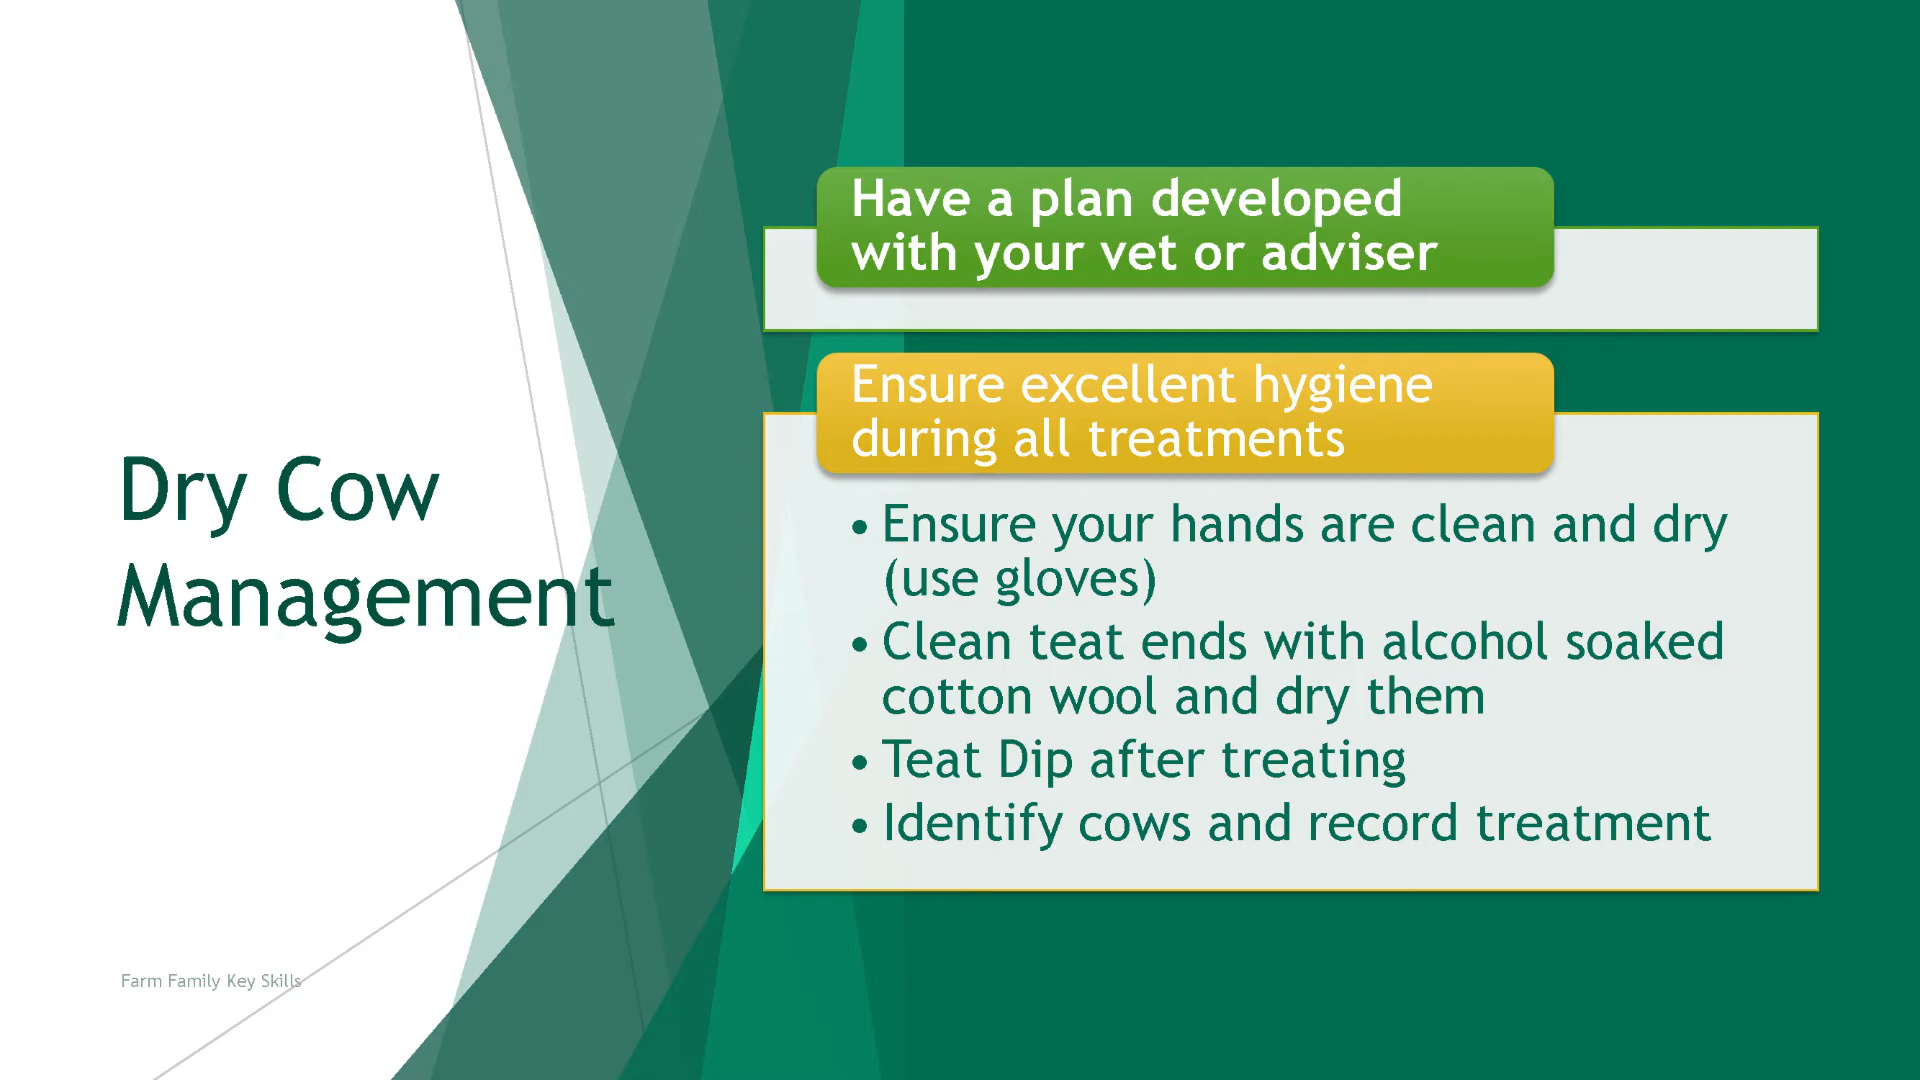 Dry Cow
Management
Have a plan developed
with your vet or adviser
Ensure excellent hygiene
during all treatments
• Ensure your hands are clean and dry
(use gloves)
• Clean teat ends with alcohol soaked
cotton wool and dry them
• Teat Dip after treating
• Identify cows and record treatment
Farm Family Key Skills